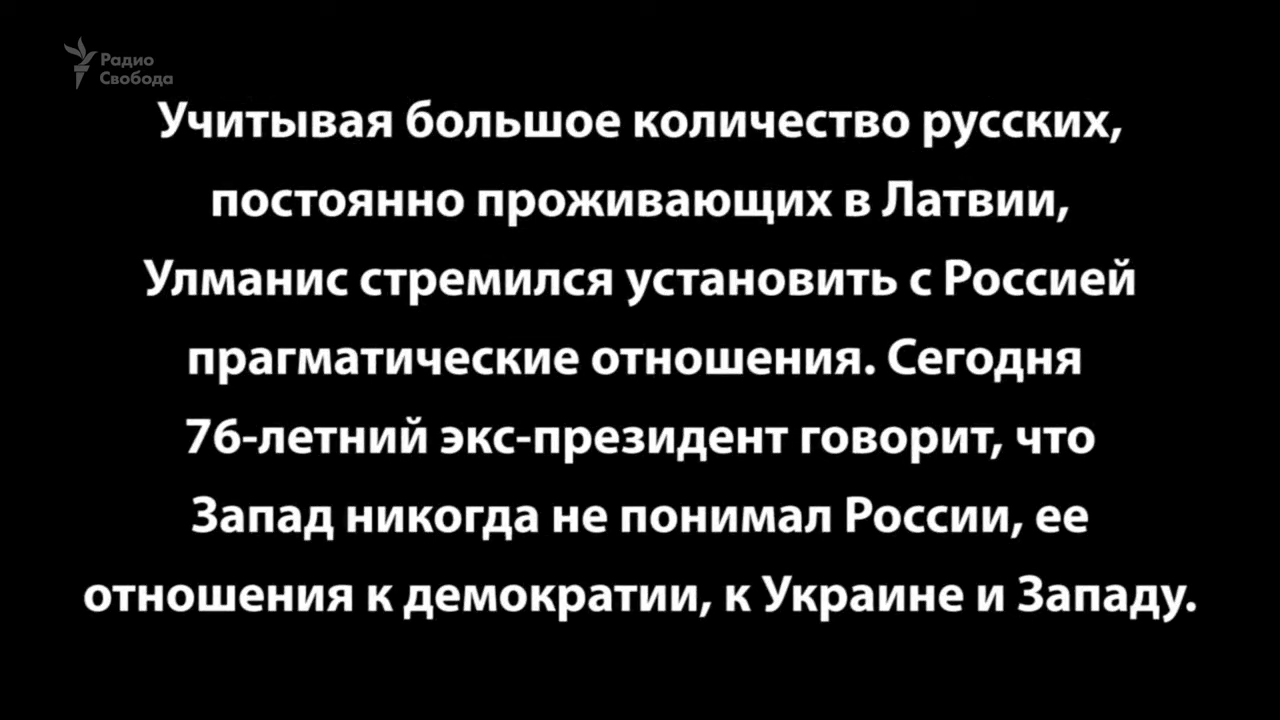 Радио
Свобода
Учитывая большое количество русских,
постоянно проживающих в Латвии,
Улманис стремился установить с Россией
прагматические отношения. Сегодня
76-летний экс-президент говорит, что
Запад никогда не понимал России, ее
отношения к демократии, к Украине и Западу.